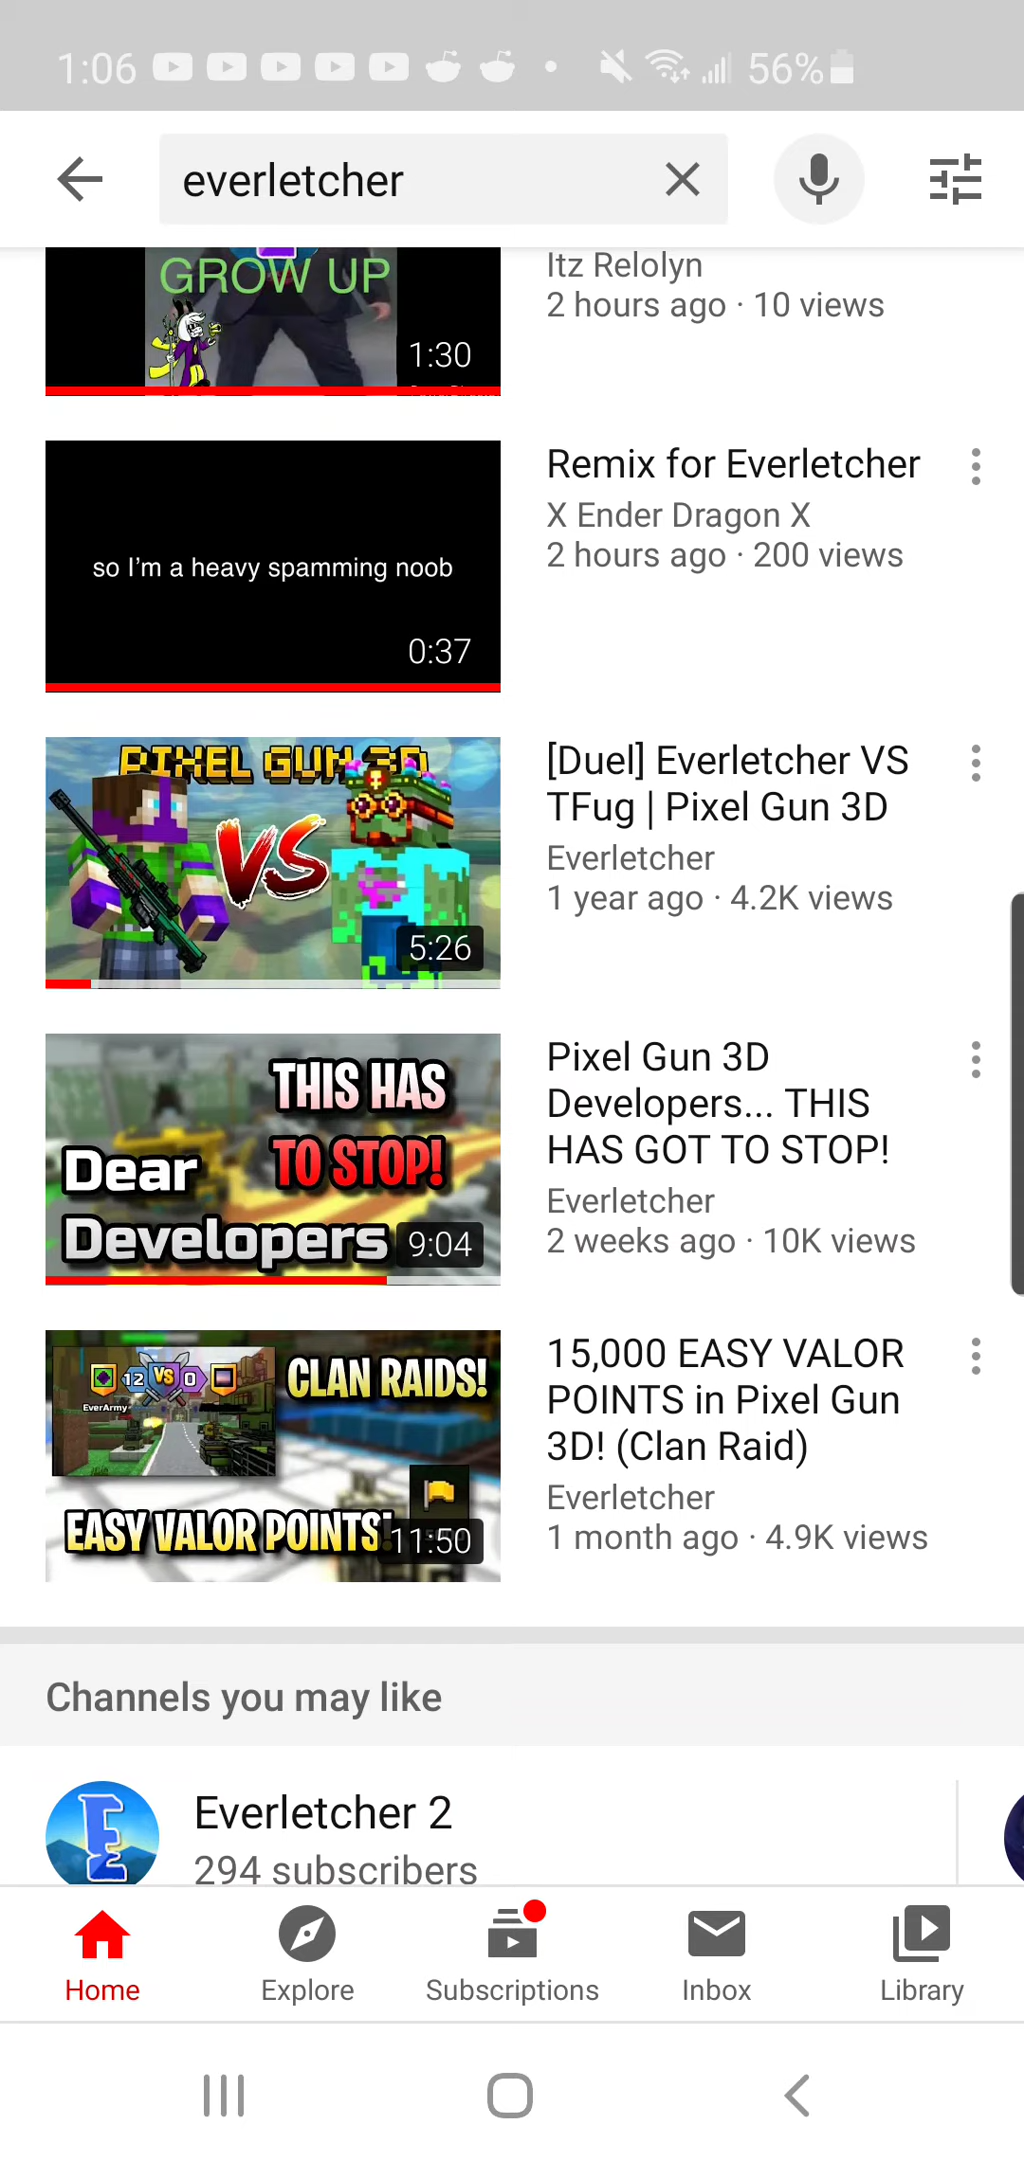 1:06 56%
everletcher
GROW UP
1:30
Itz Relolyn
2 hours ago · 10 views
so I'm a heavy spamming noob
0:37
Remix for Everletcher
X Ender Dragon X
2 hours ago · 200 views
PIXEL GUN 3D
VS
5:26
[Duel] Everletcher VS
TFug | Pixel Gun 3D
Everletcher
1 year ago · 4.2K views
THIS HAS
TO STOP!
Dear
Developers
9:04
Pixel Gun 3D
Developers... THIS
HAS GOT TO STOP!
Everletcher
2 weeks ago · 10K views
12 VS 0
EverArmy
CLAN RAIDS!
EASY VALOR POINTS!
11:50
15,000 EASY VALOR
POINTS in Pixel Gun
3D! (Clan Raid)
Everletcher
1 month ago · 4.9K views
Channels you may like
E
2
Everletcher 2
294 subscribers
Home
Explore
Subscriptions
Inbox
Library